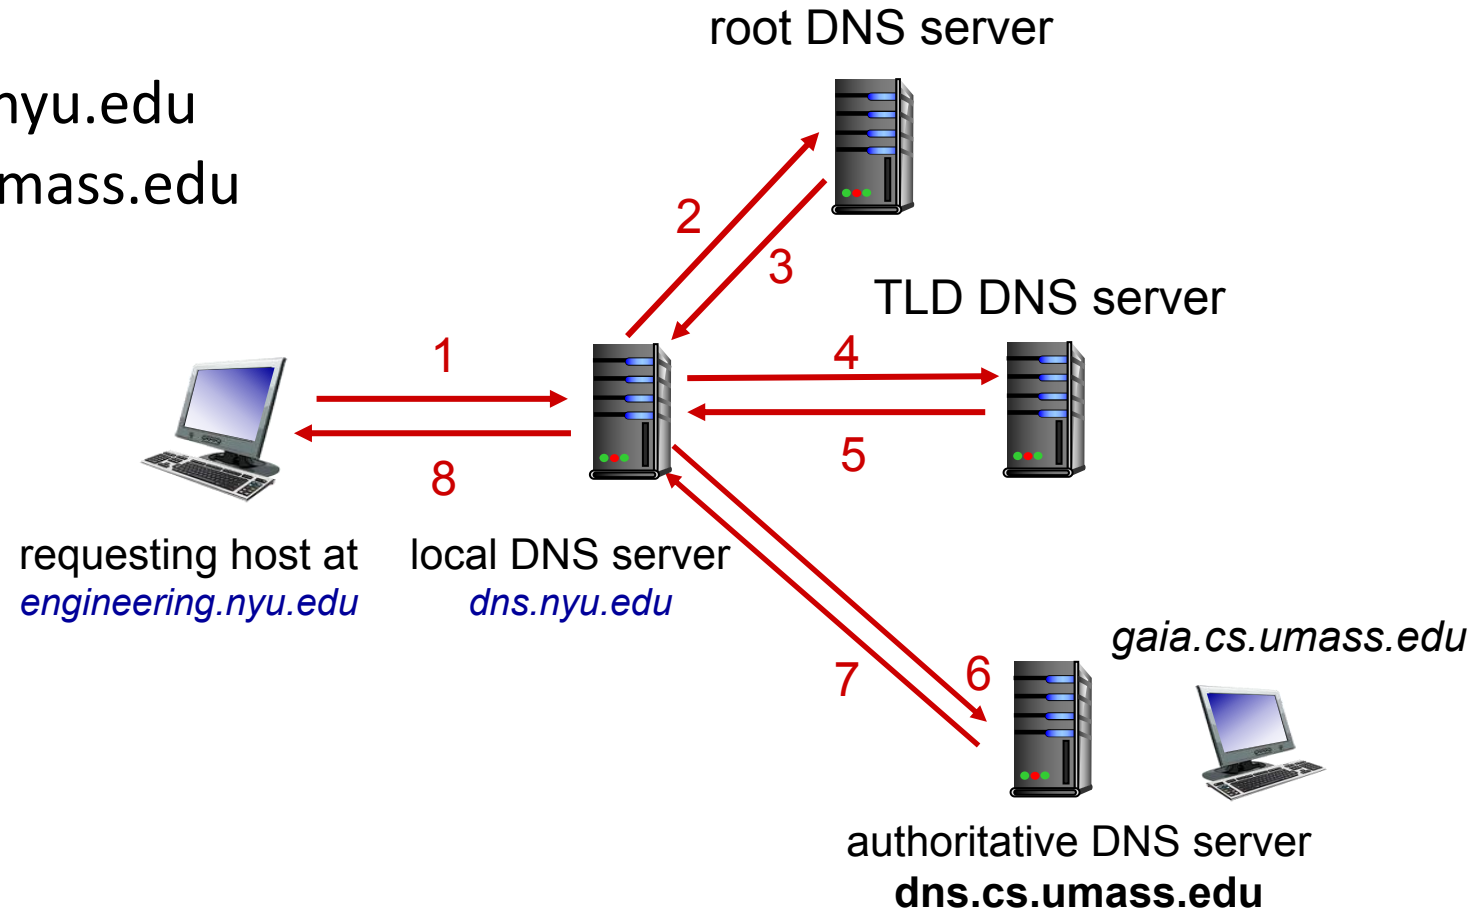 root DNS server
nyu.edu
mass.edu
2
3
TLD DNS server
1
4
8
5
requesting host at
engineering.nyu.edu
local DNS server
dns.nyu.edu
gaia.cs.umass.edu
7
6
authoritative DNS server
dns.cs.umass.edu